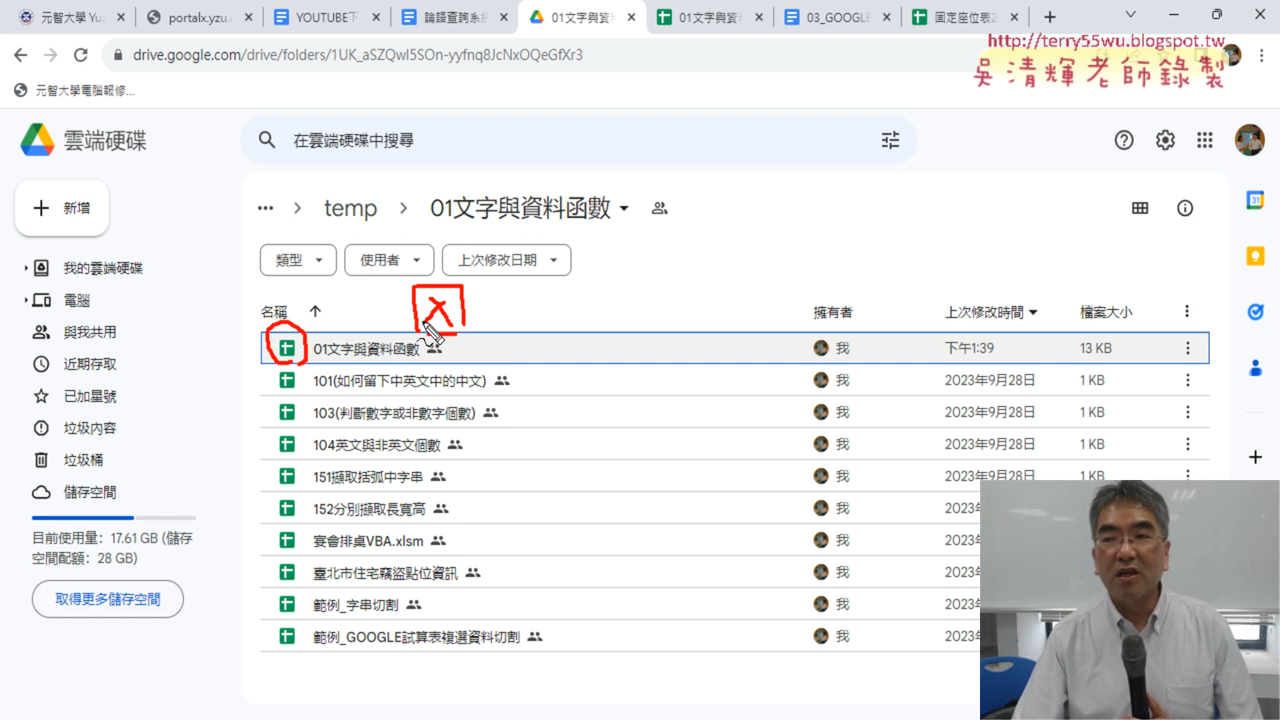 元智大學 Yu
portalx.yzu.
YOUTUBE下
論語查詢系統
01文字與資
01文字與資
03_GOOGLE
固定座位表2
drive.google.com/drive/folders/1UK_aSZQwI5SOn-yyhq8JcNxOQeGfXr3
http://terry55wu.blogspot.tw
吳清輝老師錄製
元智大學電腦報修...
雲端硬碟
在雲端硬碟中搜尋
新增
temp
01文字與資料函數
類型
使用者
上次修改日期
我的雲端硬碟
電腦
與我共用
近期存取
已加星號
垃圾內容
垃圾桶
儲存空間
目前使用量: 17.61 GB (儲存
空間配額: 28 GB)
取得更多儲存空間
名稱 擁有者 上次修改時間 檔案大小
X
01文字與資料函數 我 下午1:39 13 KB
101(如何留下中英文中的中文) 我 2023年9月28日 1 KB
103(判斷數字或非數字個數) 我 2023年9月28日 1 KB
104英文與非英文個數 我 2023年9月28日 1 KB
151擷取括弧中字串 我 2023年9月28日 1 KB
152分別擷取長寬高 我 2023
宴會排桌VBA.xlsm 我 2023
臺北市住宅竊盜點位資訊 我 2023
範例_字串切割 我 2023
範例_GOOGLE試算表複選資料切割 我 2023
31